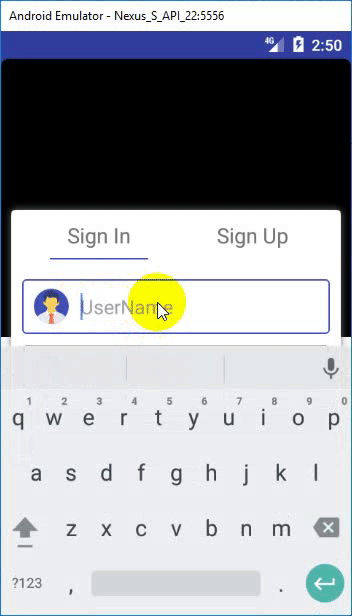 Android Emulator - Nexus_S_API_22:5556
4G 2:50
Sign In Sign Up
UserName
1 2 3 4 5 6 7 8 9 0
q w e r t y u i o p
a s d f g h j k l
z x c v b n m
?123 , .